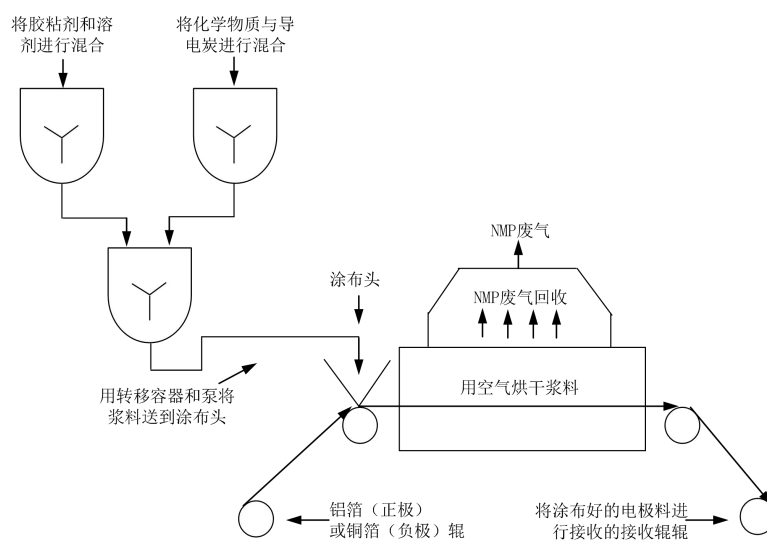 将胶粘剂和溶
剂进行混合
将化学物质与导
电炭进行混合
NMP废气
涂布头
NMP废气回收
用空气烘干浆料
用转移容器和泵将
浆料送到涂布头
铝箔（正极）
或铜箔（负极）辊
将涂布好的电极料进
行接收的接收辊辊